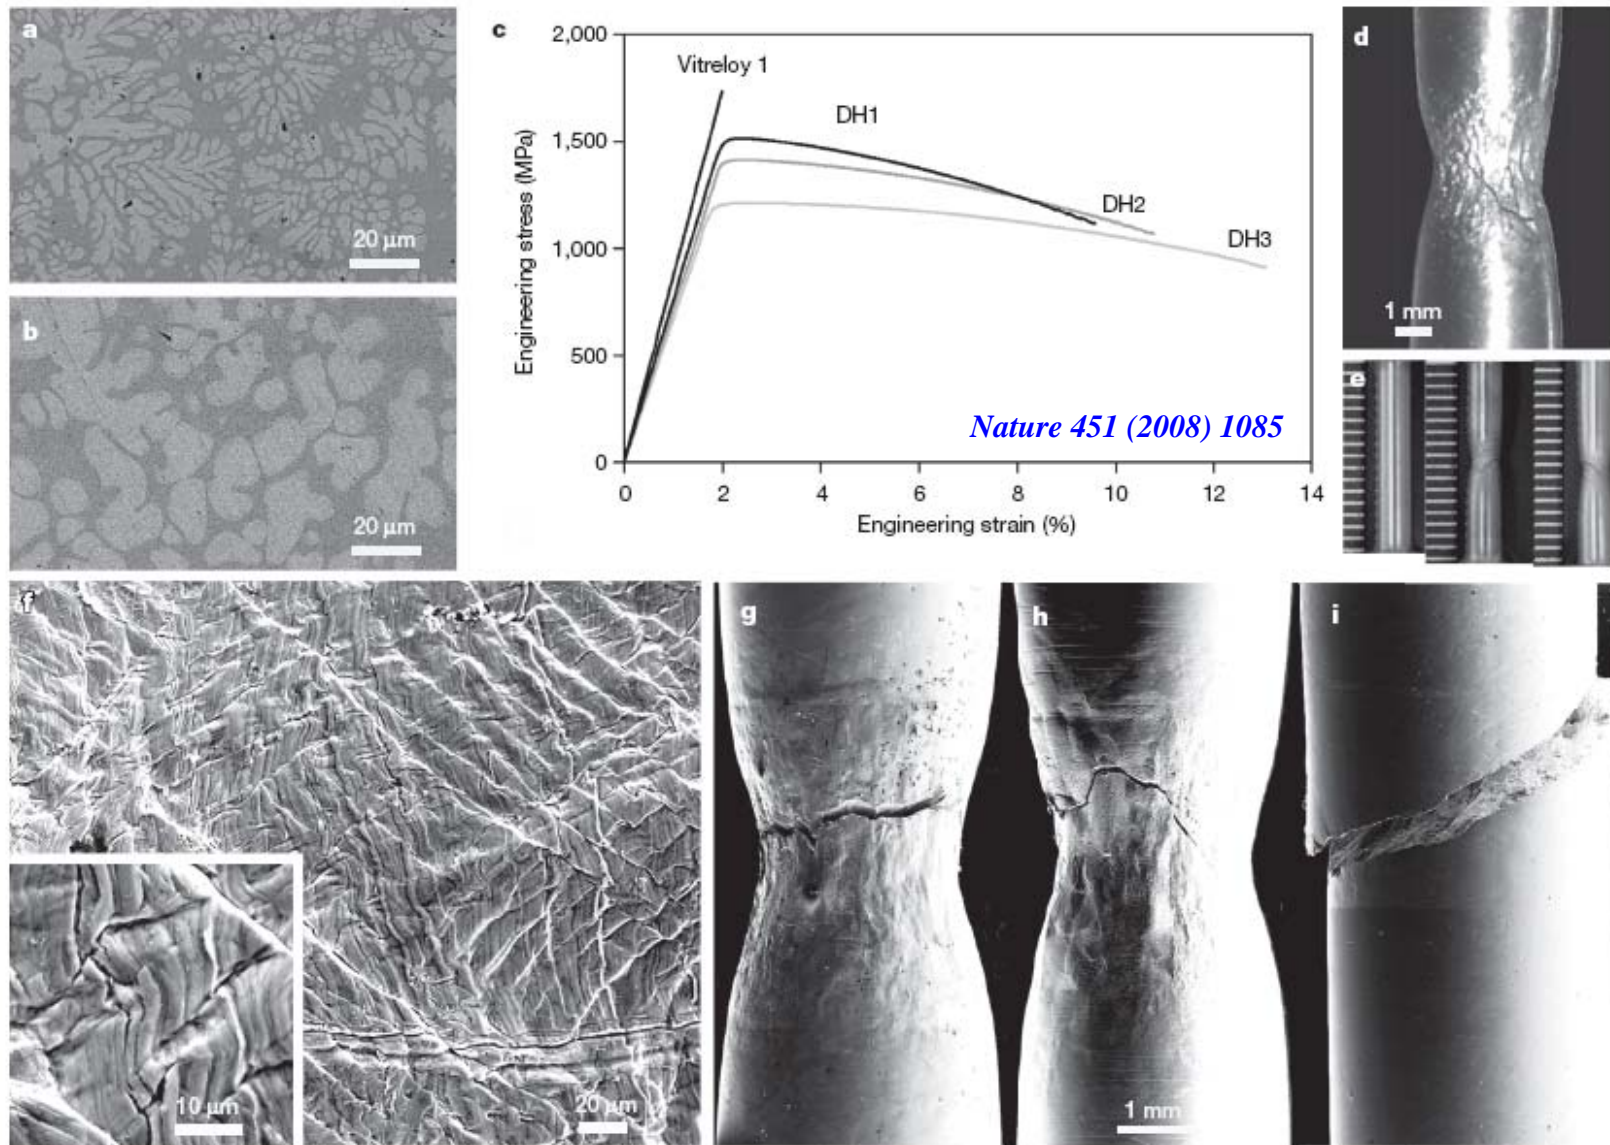 a
20 µm
b
20 µm
c
2,000
1,500
1,000
500
0
Engineering stress (MPa)
Vitreloy 1
DH1
DH2
DH3
Nature 451 (2008) 1085
0 2 4 6 8 10 12 14
Engineering strain (%)
d
1 mm
e
f
10 µm
20 µm
g
h
1 mm
i